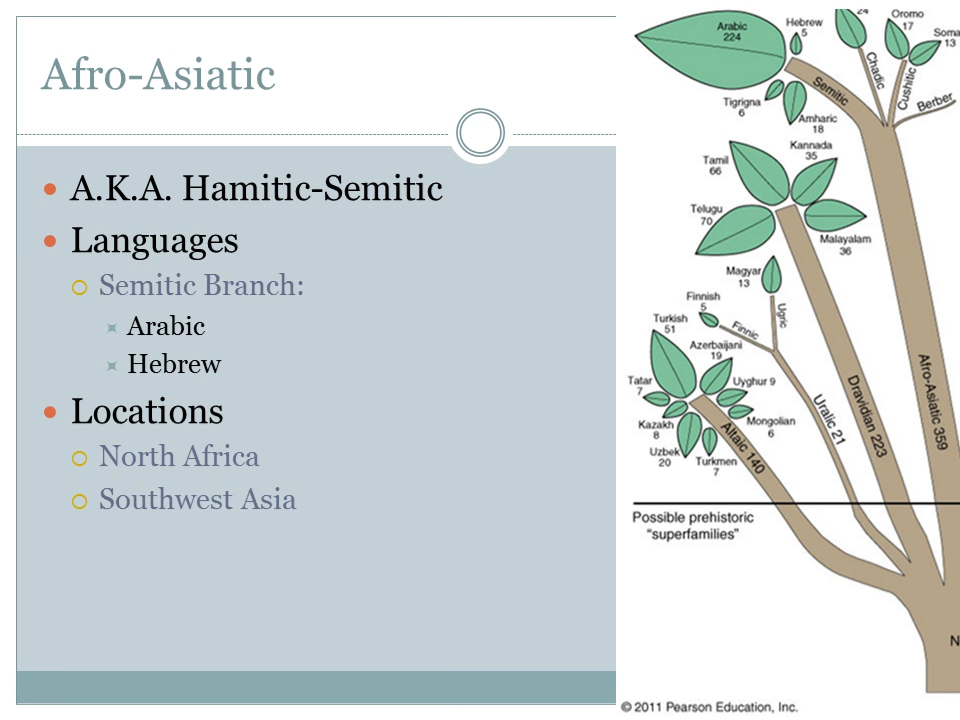 Afro-Asiatic
A.K.A. Hamitic-Semitic
Languages
Semitic Branch:
Arabic
Hebrew
Locations
North Africa
Southwest Asia
Arabic
224
Hebrew
5
24
Oromo
17
Soma
13
Semitic
Chadic
Cushitic
Berber
Tigrigna
6
Amharic
18
Tamil
66
Kannada
35
Telugu
70
Malayalam
36
Magyar
13
Finnish
5
Finnic
Ugric
Turkish
51
Azerbaijani
19
Tatar
7
Uyghur 9
Kazakh
8
Mongolian
6
Uzbek
20
Turkmen
7
Altaic 140
Uralic 21
Dravidian 223
Afro-Asiatic 359
Possible prehistoric
“superfamilies”
N
© 2011 Pearson Education, Inc.